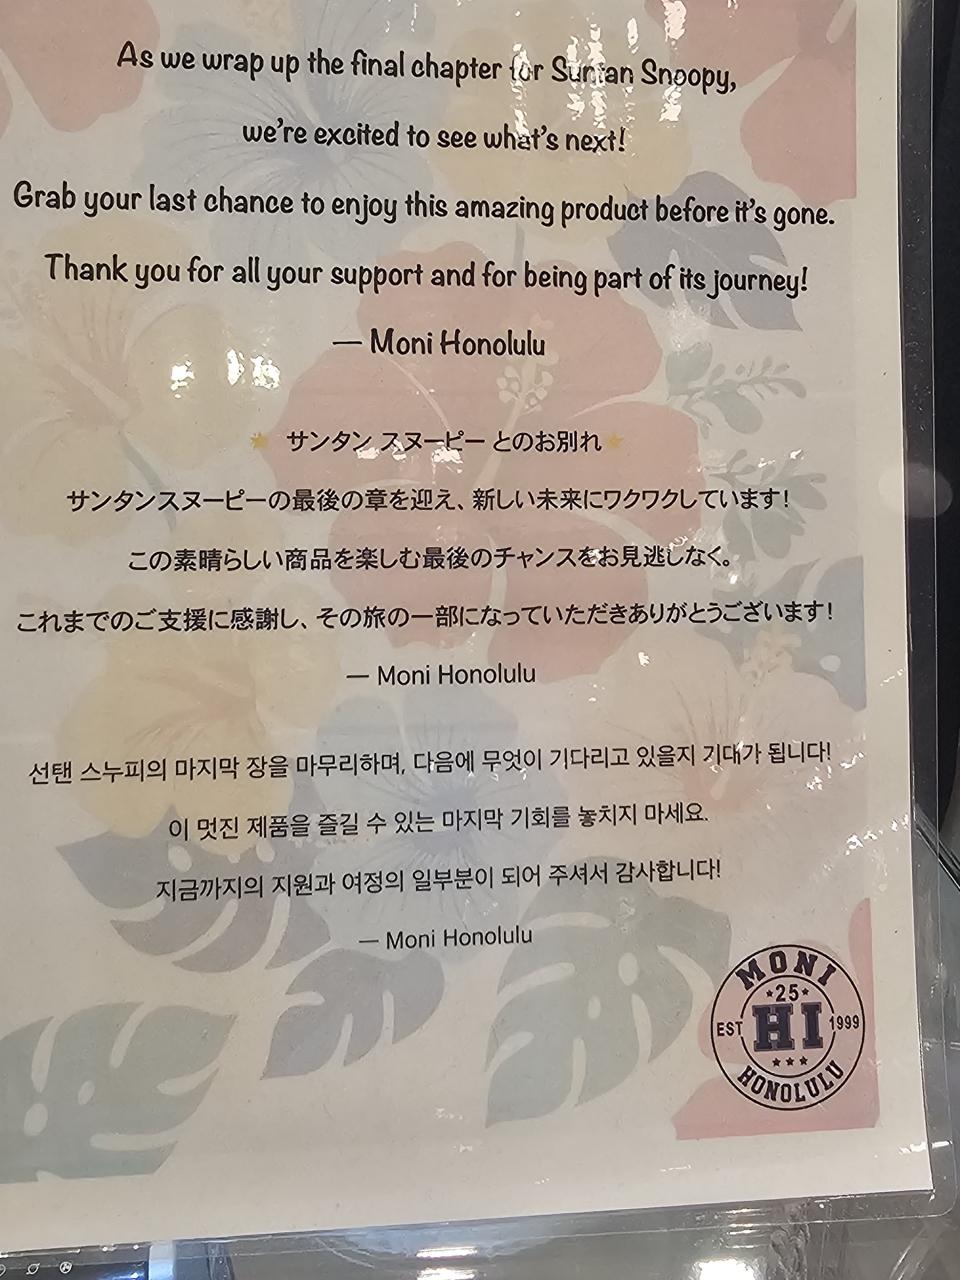 As we wrap up the final chapter for Suntan Snoopy,
we're excited to see what's next!
Grab your last chance to enjoy this amazing product before it's gone.
Thank you for all your support and for being part of its journey!
— Moni Honolulu
サンタン スヌーピー とのお別れ
サンタンスヌーピーの最後の章を迎え、新しい未来にワクワクしています!
この素晴らしい商品を楽しむ最後のチャンスをお見逃しなく。
これまでのご支援に感謝し、その旅の一部になっていただきありがとうございます!
— Moni Honolulu
선탠 스누피의 마지막 장을 마무리하며, 다음에 무엇이 기다리고 있을지 기대가 됩니다!
이 멋진 제품을 즐길 수 있는 마지막 기회를 놓치지 마세요.
지금까지의 지원과 여정의 일부분이 되어 주셔서 감사합니다!
— Moni Honolulu
MONI
25
EST HI 1999
HONOLULU